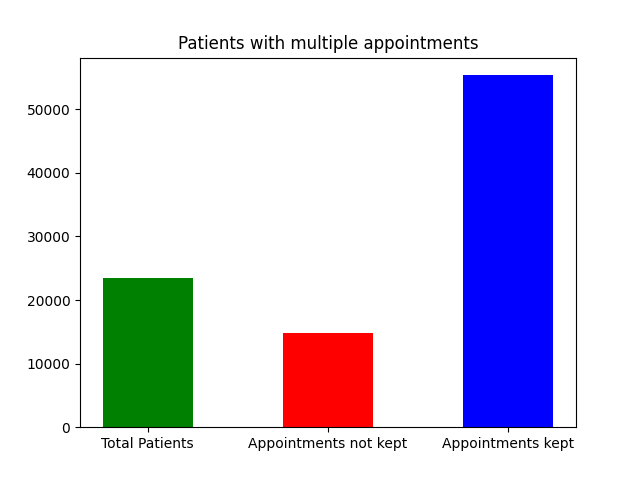 Patients with multiple appointments
50000
40000
30000
20000
10000
0
Total Patients
Appointments not kept
Appointments kept